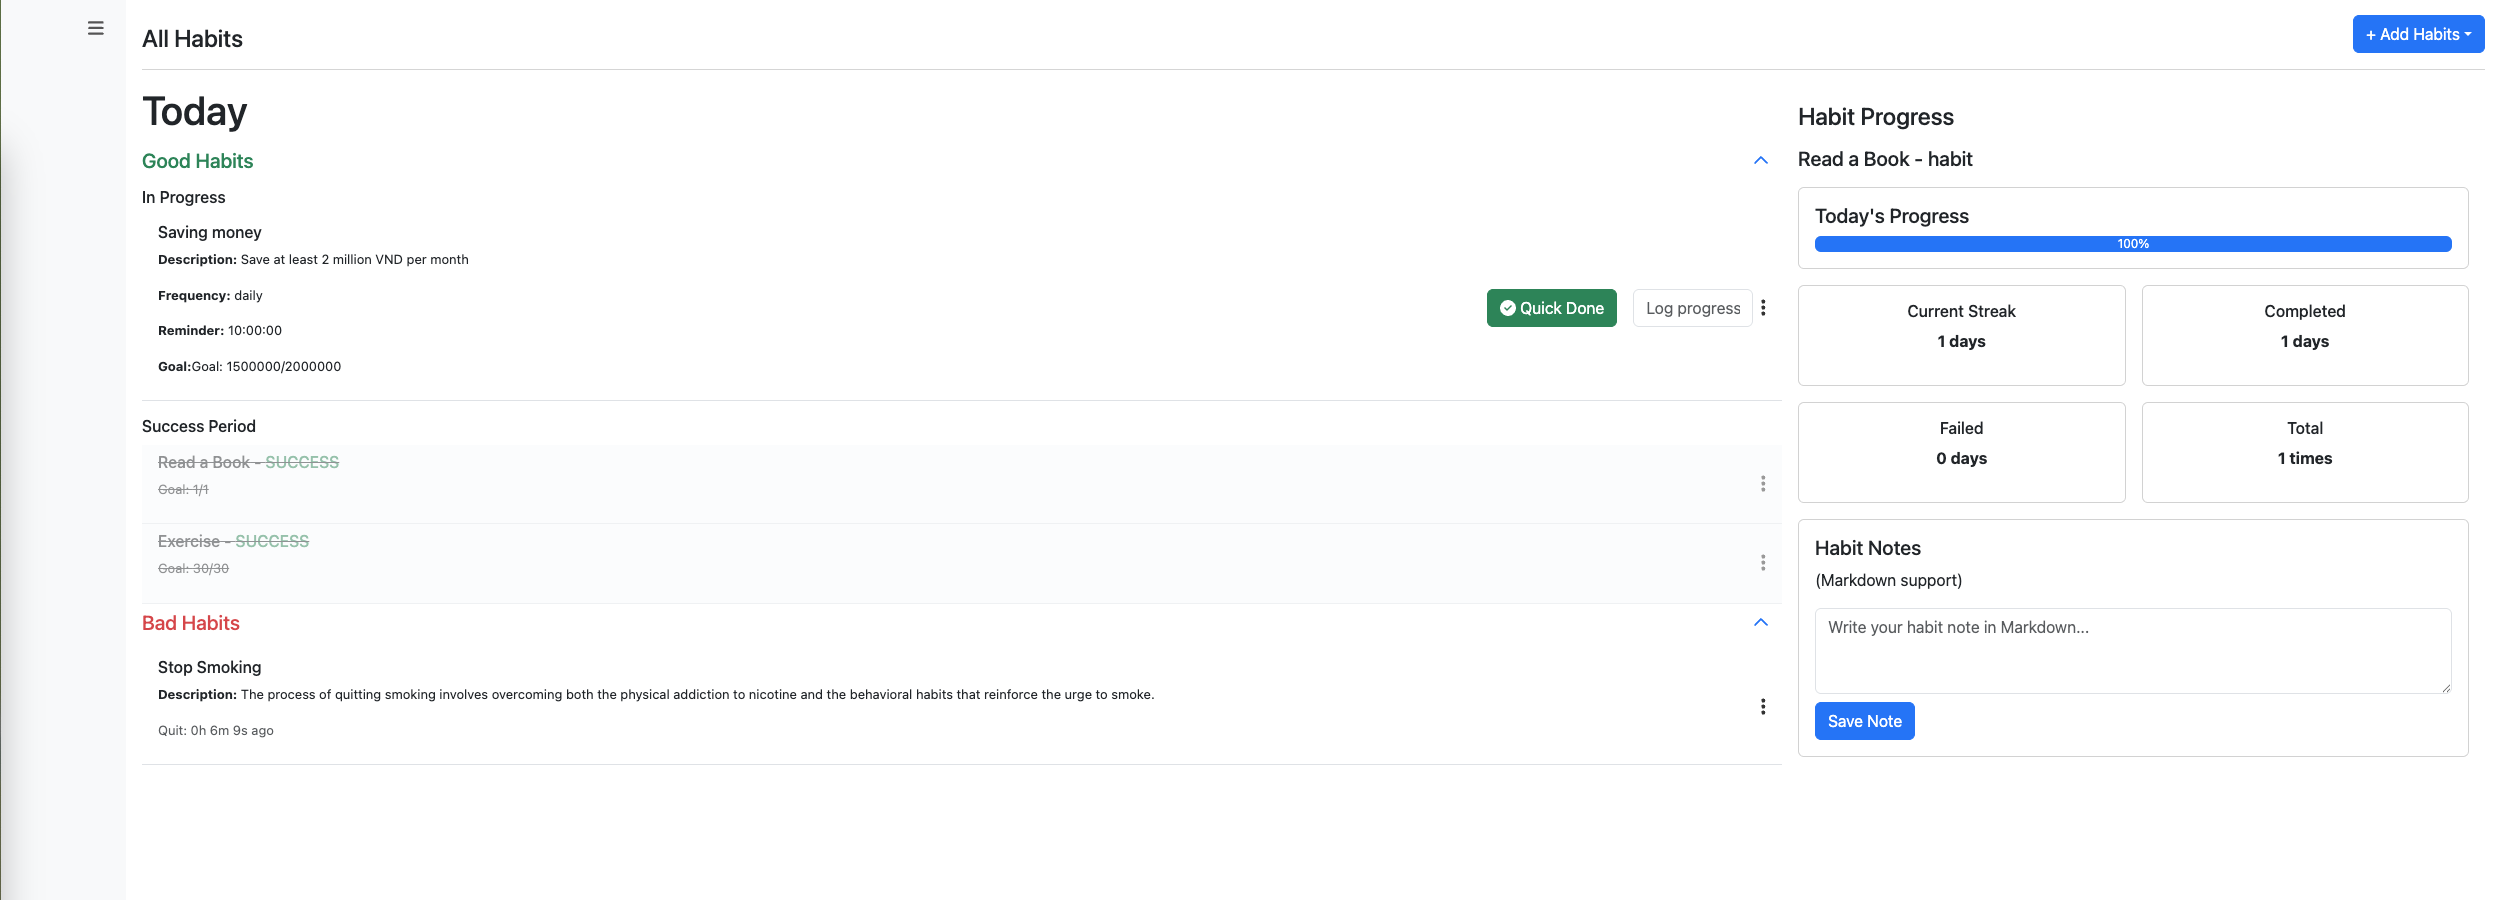 All Habits
+ Add Habits
Today
Good Habits
In Progress
Saving money
Description: Save at least 2 million VND per month
Frequency: daily
Reminder: 10:00:00
Goal:Goal: 1500000/2000000
Quick Done
Log progress
Success Period
Read a Book - SUCCESS
Goal: 1/1
Exercise - SUCCESS
Goal: 30/30
Bad Habits
Stop Smoking
Description: The process of quitting smoking involves overcoming both the physical addiction to nicotine and the behavioral habits that reinforce the urge to smoke.
Quit: 0h 6m 9s ago
Habit Progress
Read a Book - habit
Today's Progress
100%
Current Streak
1 days
Completed
1 days
Failed
0 days
Total
1 times
Habit Notes
(Markdown support)
Write your habit note in Markdown...
Save Note